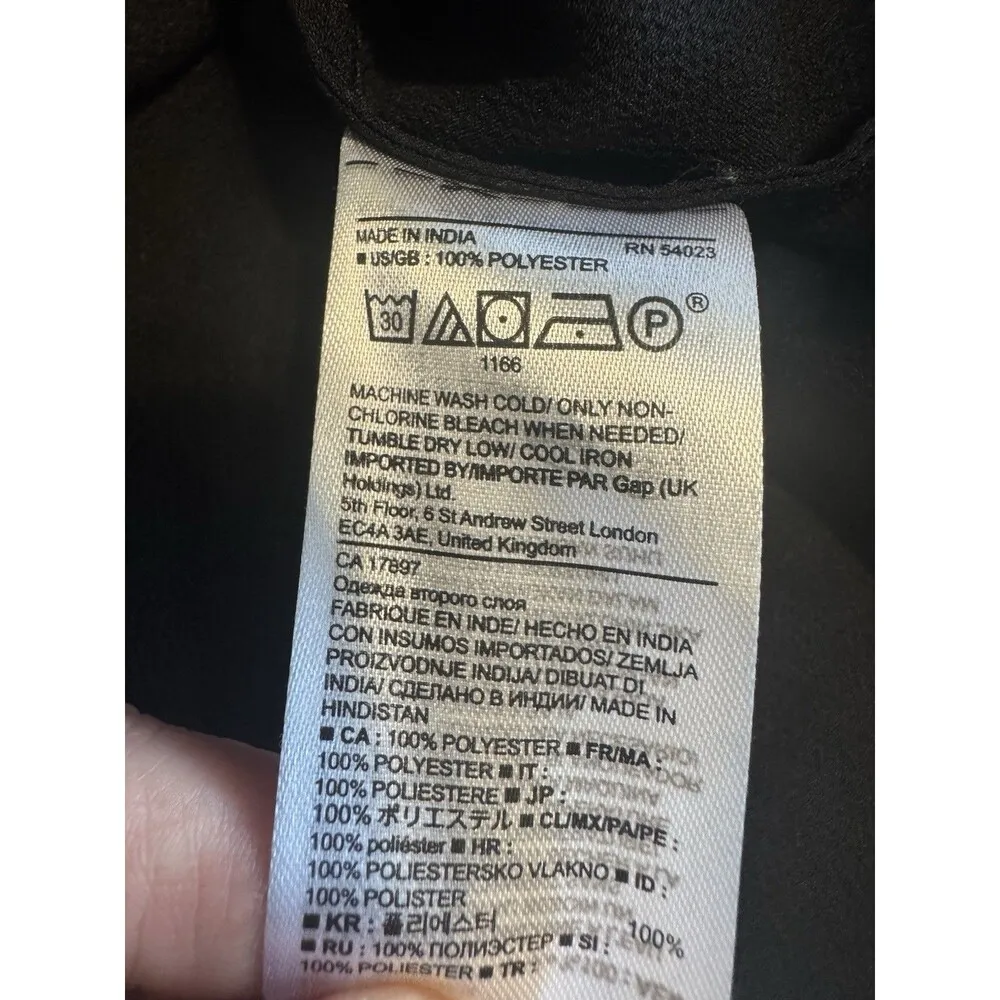 MADE IN INDIA
RN 54023
■ US/GB : 100% POLYESTER
30
P
®
1166
MACHINE WASH COLD/ ONLY NON-
CHLORINE BLEACH WHEN NEEDED/
TUMBLE DRY LOW/ COOL IRON
IMPORTED BY/IMPORTE PAR Gap (UK
Holdings) Ltd.
5th Floor, 6 St Andrew Street London
EC4A 3AE, United Kingdom
CA 17897
Одежда второго слоя
FABRIQUE EN INDE/ HECHO EN INDIA
CON INSUMOS IMPORTADOS/ ZEMLJA
PROIZVODNJE INDIJA/ DIBUAT DI
INDIA/ СДЕЛАНО В ИНДИИ/ MADE IN
HINDISTAN
■ CA : 100% POLYESTER ■ FR/MA :
100% POLYESTER ■ IT :
100% POLIESTERE ■ JP :
100% ポリエステル ■ CL/MX/PA/PE :
100% poliéster ■ HR :
100% POLIESTERSKO VLAKNO ■ ID :
100% POLISTER
■ KR : 폴리에스터 100%
■ RU : 100% ПОЛИЭСТЕР ■ SI :
100% POLIESTER ■ TR :